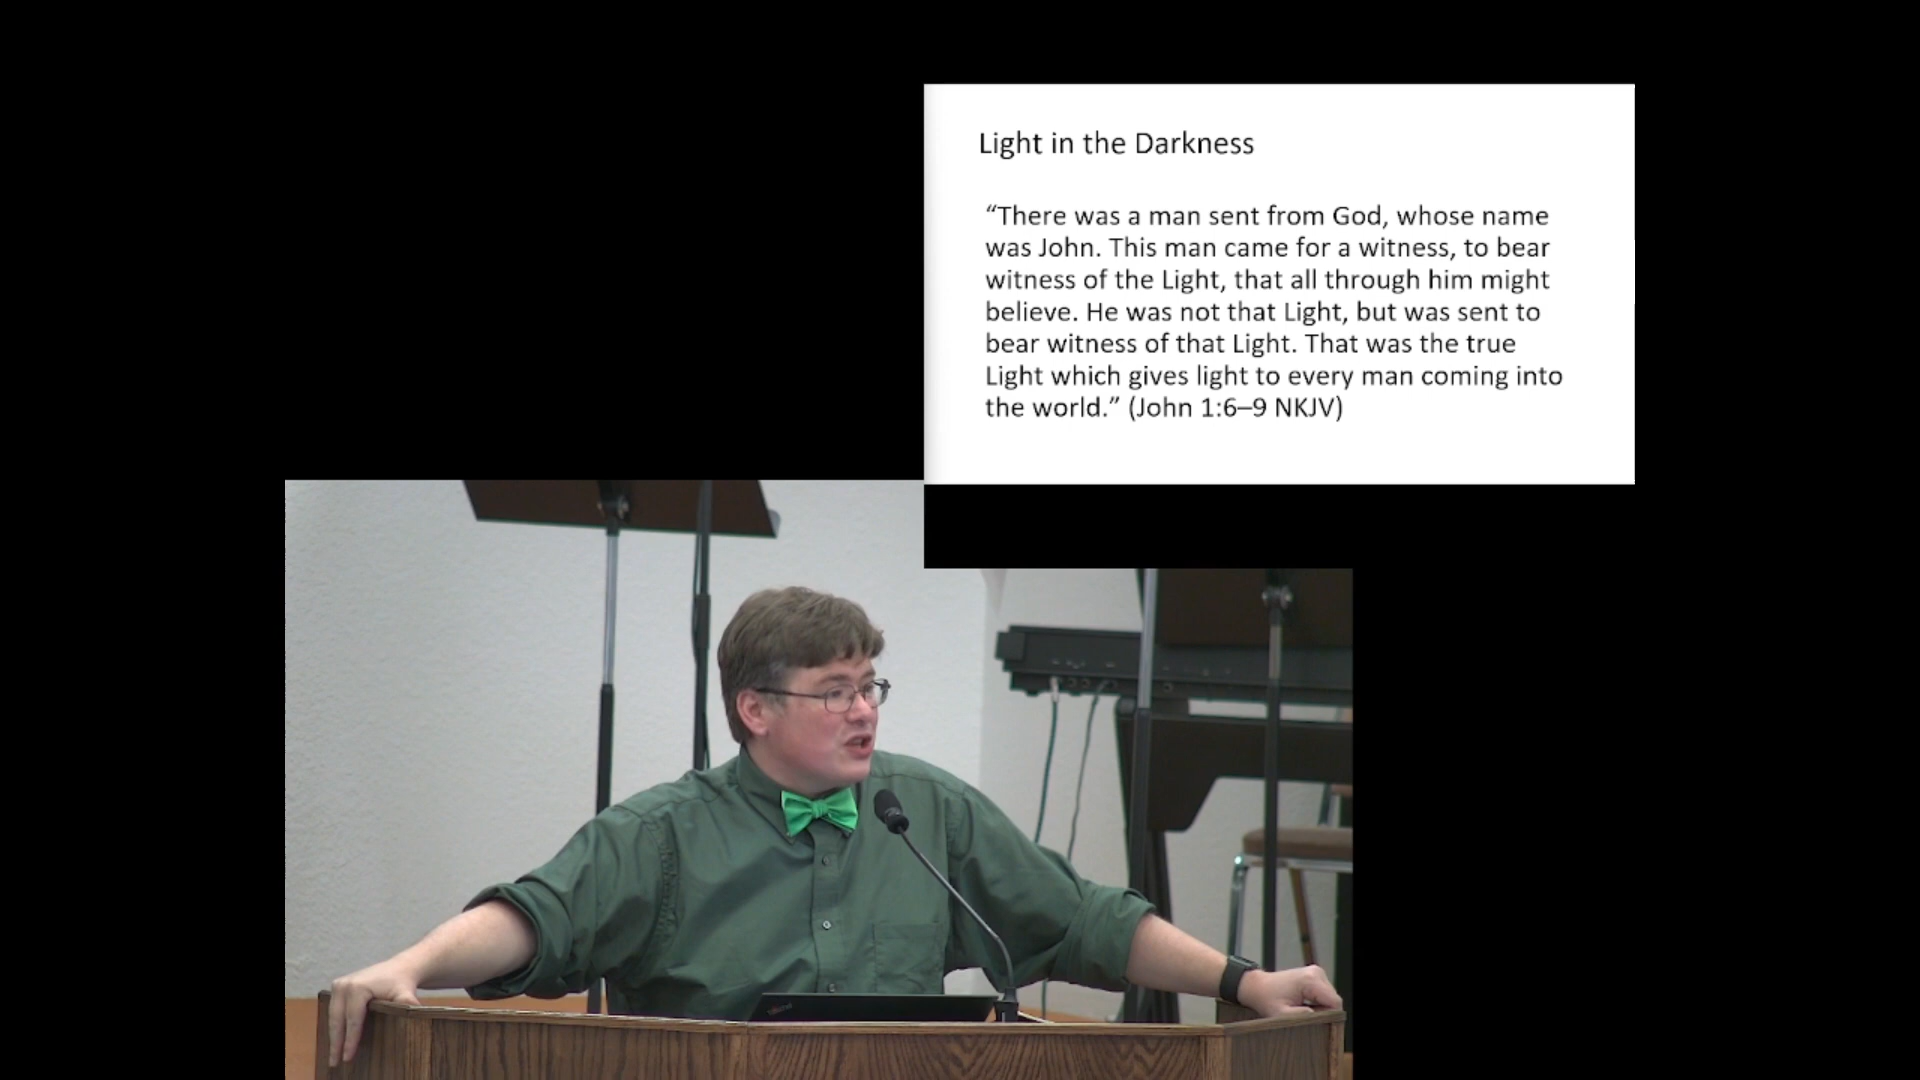 Light in the Darkness
“There was a man sent from God, whose name
was John. This man came for a witness, to bear
witness of the Light, that all through him might
believe. He was not that Light, but was sent to
bear witness of that Light. That was the true
Light which gives light to every man coming into
the world.” (John 1:6–9 NKJV)